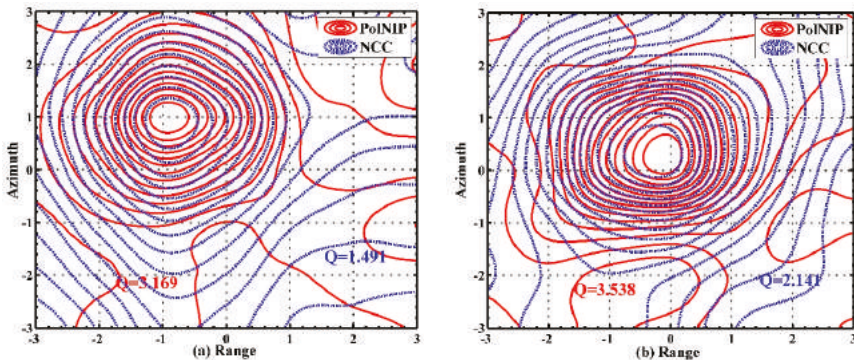 PolNIP
NCC
Azimuth
3
2
1
0
-1
-2
-3
Q=3.169
Q=1.491
-3 -2 -1 0 1 2 3
(a) Range
PolNIP
NCC
Azimuth
3
2
1
0
-1
-2
-3
Q=3.538
Q=2.141
-3 -2 -1 0 1 2 3
(b) Range